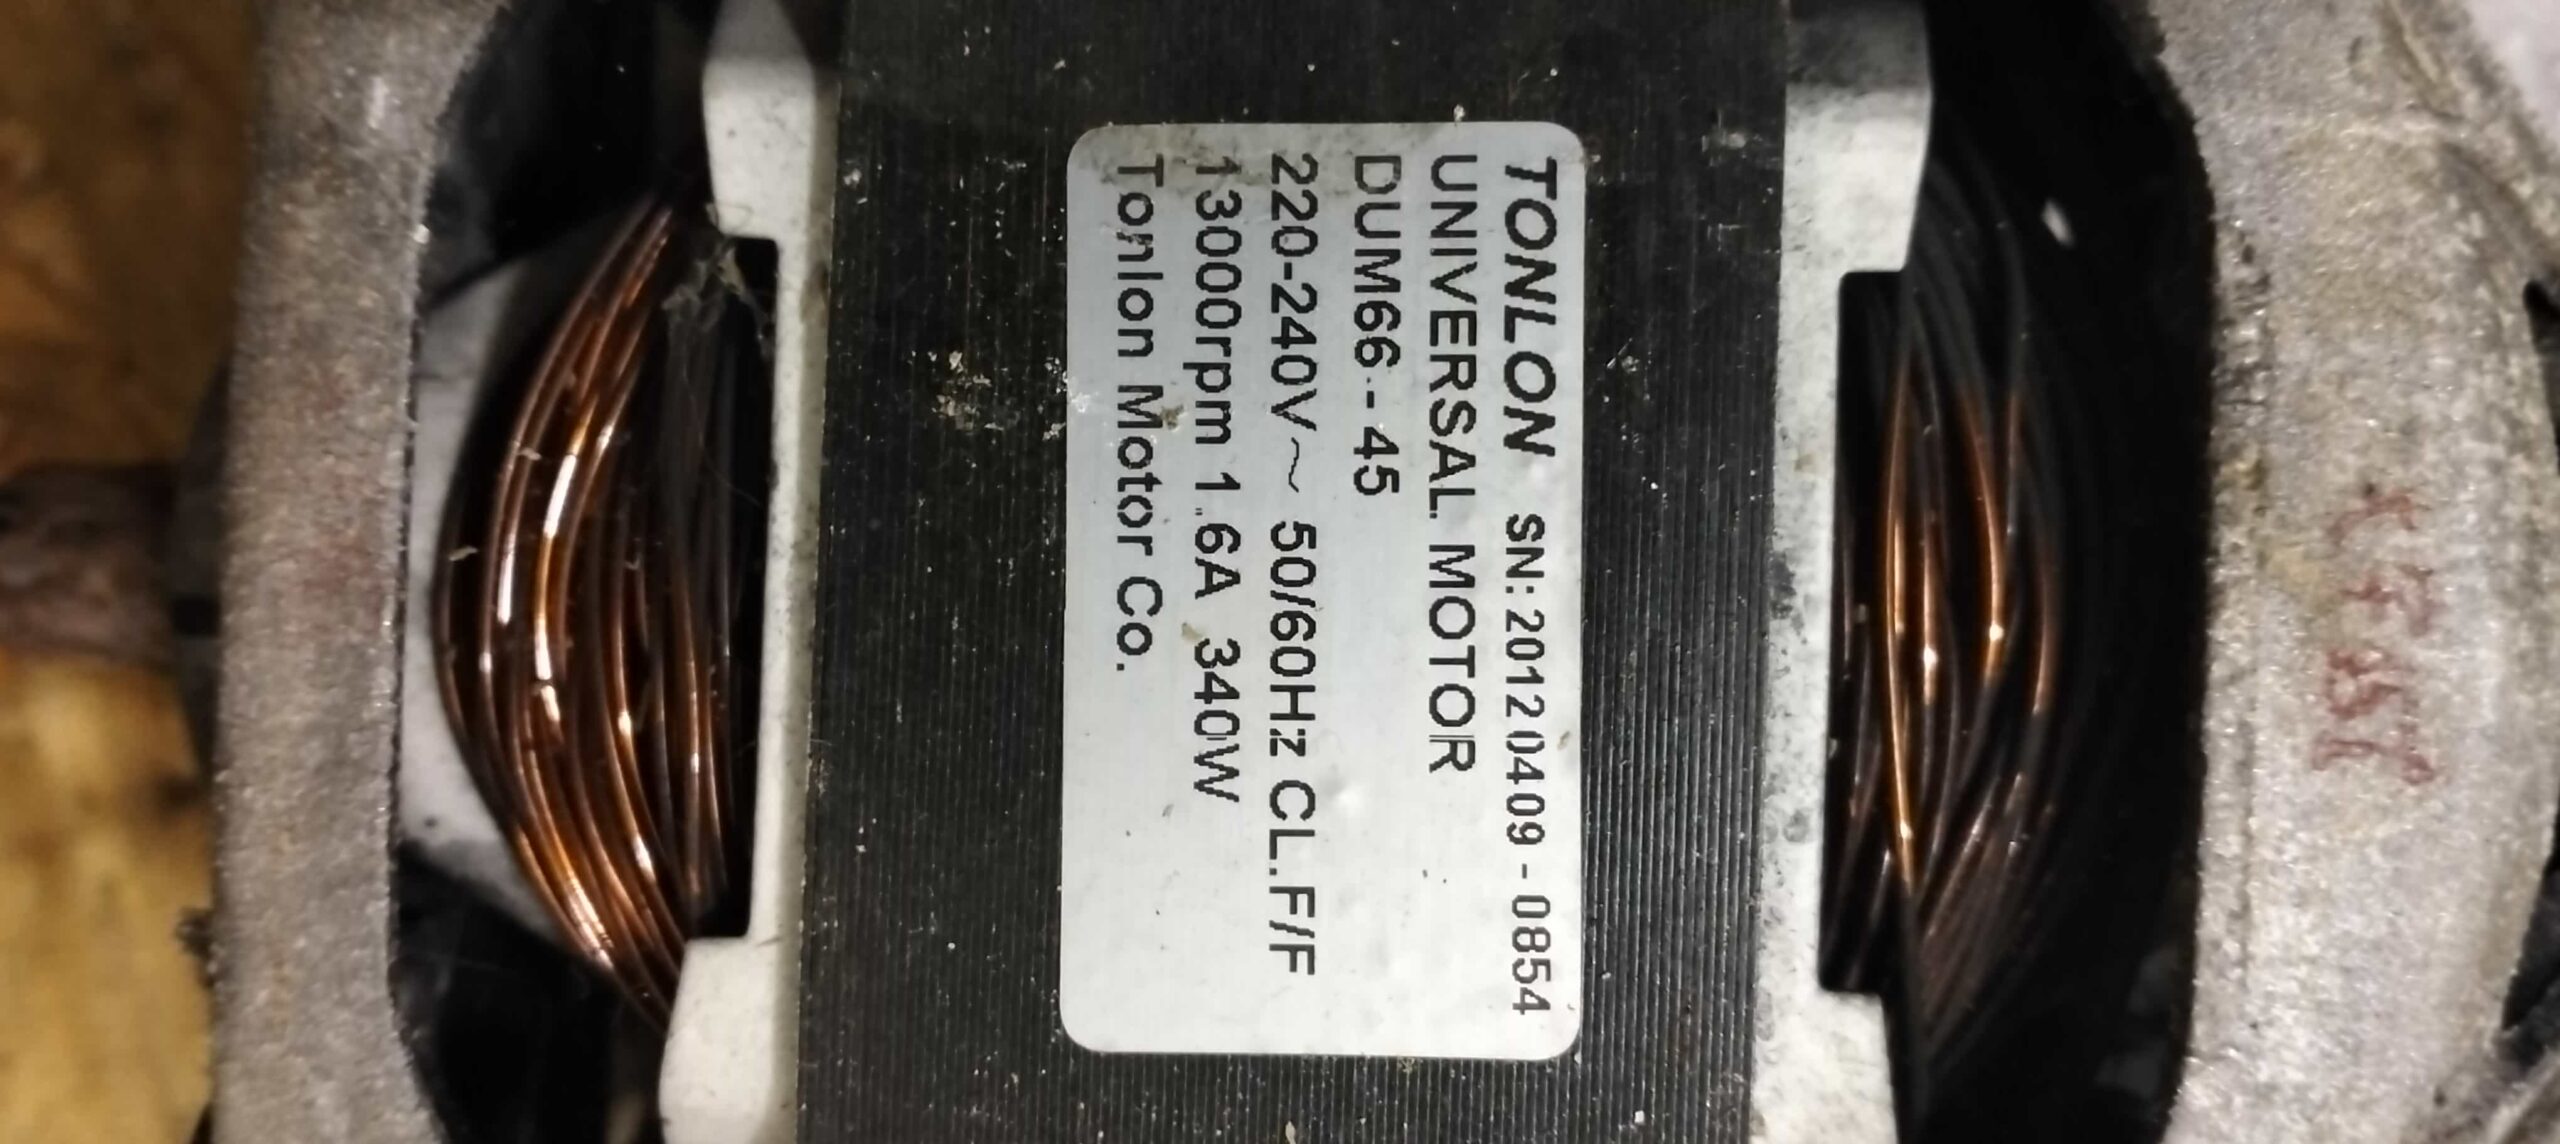 TONLON SN: 20120409-0854
UNIVERSAL MOTOR
DUM66-45
220-240V~ 50/60Hz CL.F/F
13000rpm 1.6A 340W
Tonlon Motor Co.